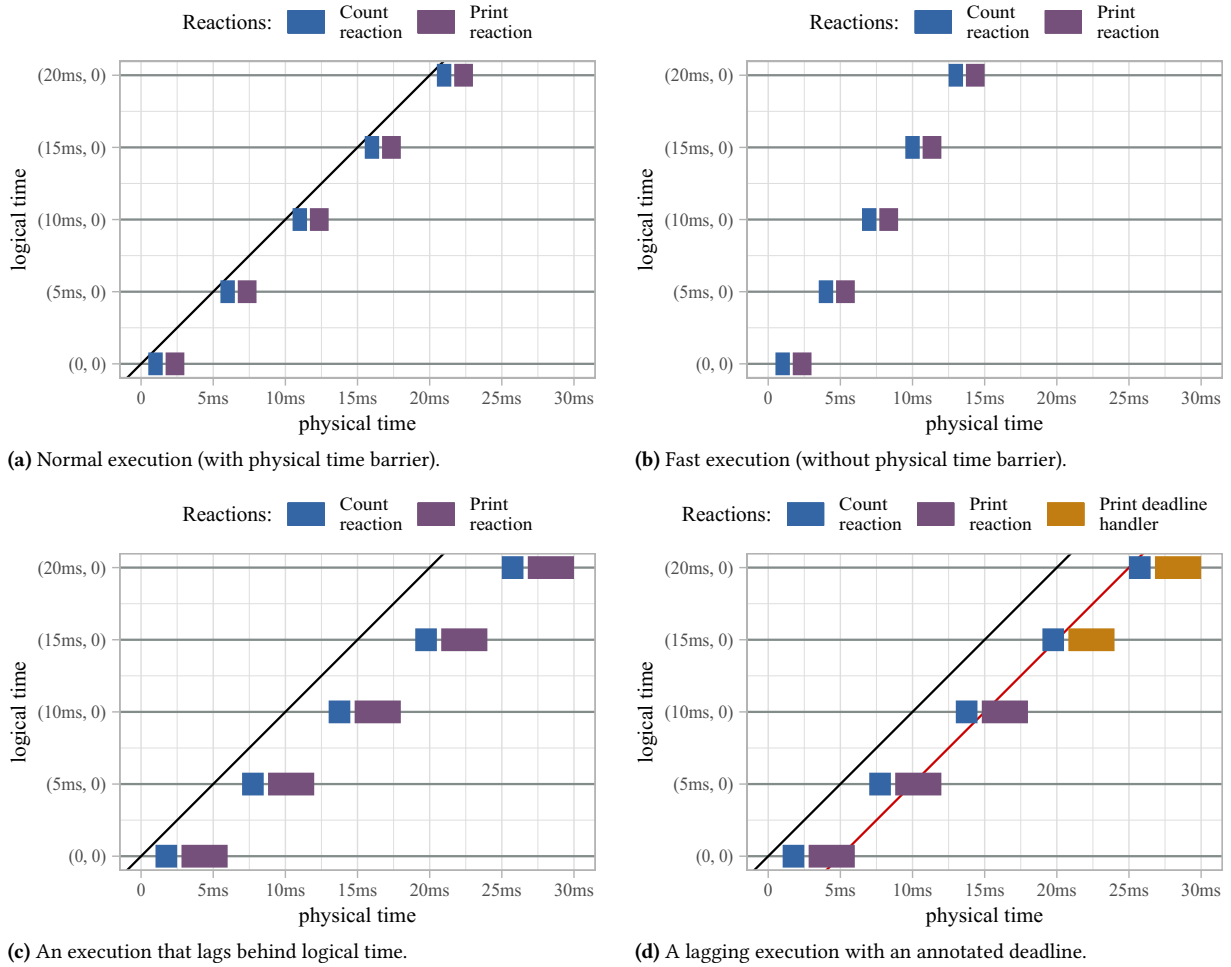 Reactions: Count reaction Print reaction
(20ms, 0)
(15ms, 0)
(10ms, 0)
(5ms, 0)
(0, 0)
logical time
0 5ms 10ms 15ms 20ms 25ms 30ms
physical time
(a) Normal execution (with physical time barrier).
Reactions: Count reaction Print reaction
(20ms, 0)
(15ms, 0)
(10ms, 0)
(5ms, 0)
(0, 0)
logical time
0 5ms 10ms 15ms 20ms 25ms 30ms
physical time
(b) Fast execution (without physical time barrier).
Reactions: Count reaction Print reaction
(20ms, 0)
(15ms, 0)
(10ms, 0)
(5ms, 0)
(0, 0)
logical time
0 5ms 10ms 15ms 20ms 25ms 30ms
physical time
(c) An execution that lags behind logical time.
Reactions: Count reaction Print reaction Print deadline handler
(20ms, 0)
(15ms, 0)
(10ms, 0)
(5ms, 0)
(0, 0)
logical time
0 5ms 10ms 15ms 20ms 25ms 30ms
physical time
(d) A lagging execution with an annotated deadline.